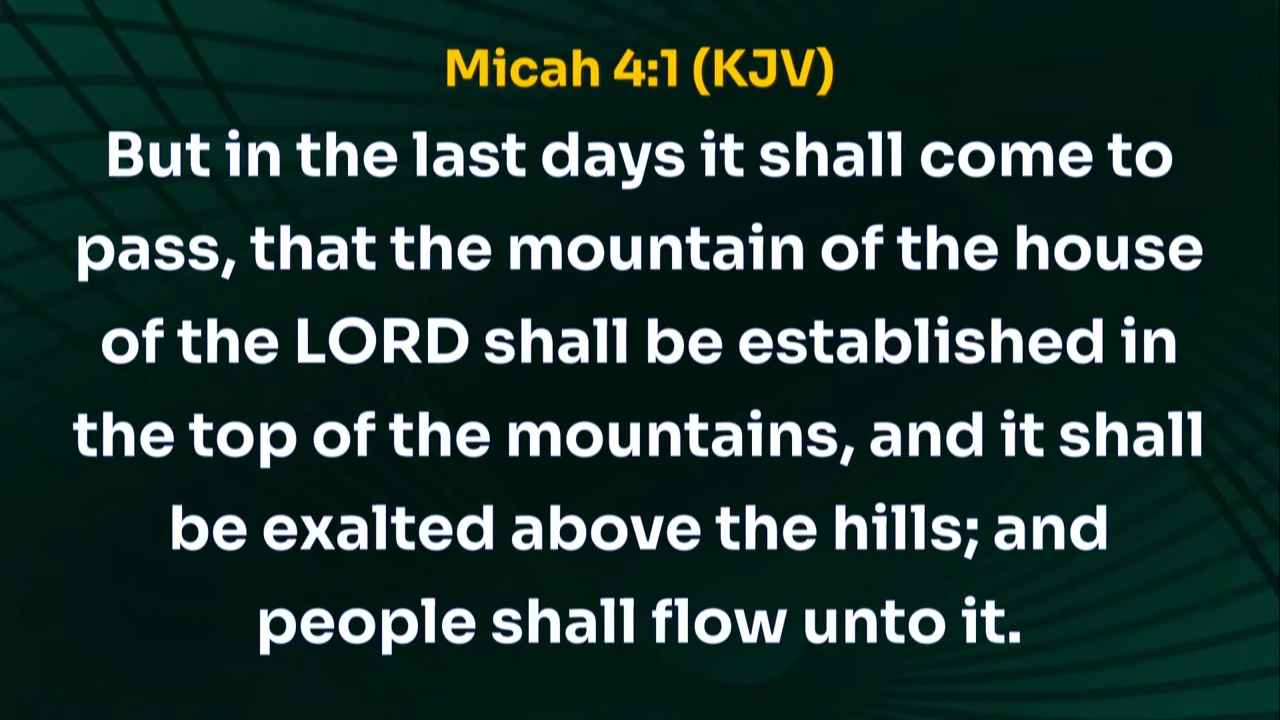 Micah 4:1 (KJV)
But in the last days it shall come to
pass, that the mountain of the house
of the LORD shall be established in
the top of the mountains, and it shall
be exalted above the hills; and
people shall flow unto it.